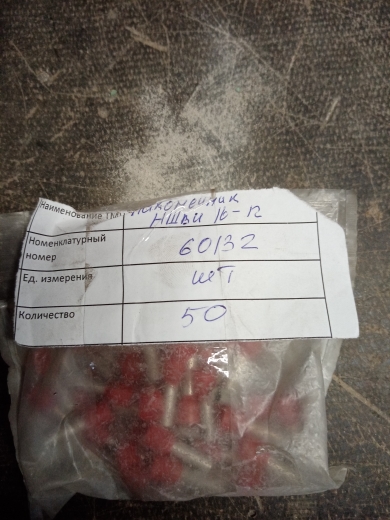 Наименование ТМЦ Наконечник
НШВИ 16-12
Номенклатурный номер 60132
Ед. измерения шт
Количество 50